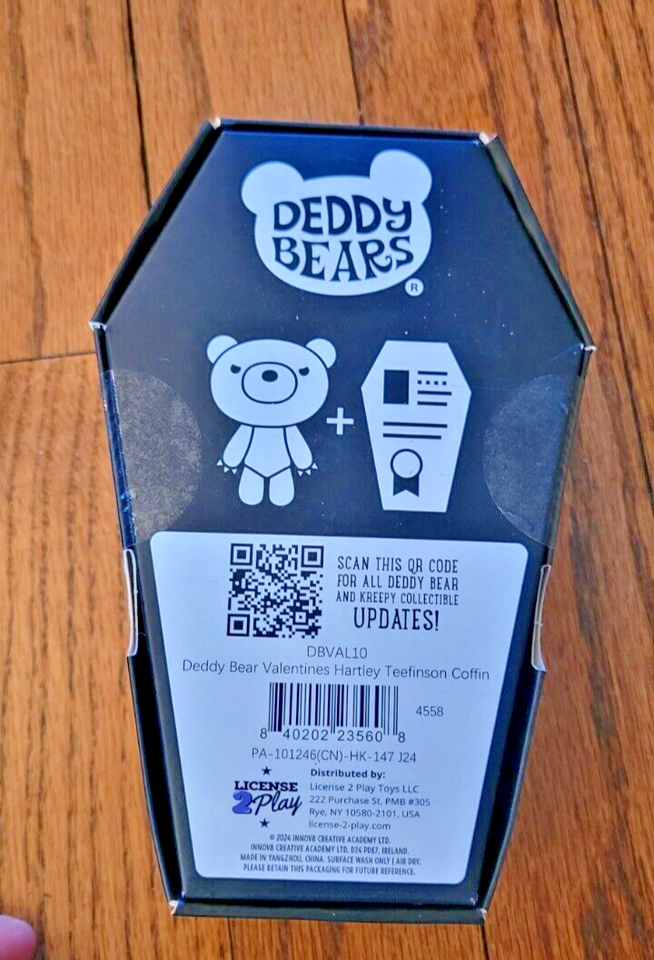 DEDDY
BEARS
®
+
SCAN THIS QR CODE
FOR ALL DEDDY BEAR
AND KREEPY COLLECTIBLE
UPDATES!
DBVAL10
Deddy Bear Valentines Hartley Teefinson Coffin
4558
8 40202 23560 8
PA-101246(CN)-HK-147 J24
LICENSE
2 Play
Distributed by:
License 2 Play Toys LLC
222 Purchase St, PMB #305
Rye, NY 10580-2101, USA
license-2-play.com
© 2024 INNOV8 CREATIVE ACADEMY LTD.
INNOV8 CREATIVE ACADEMY LTD, D24 PD67, IRELAND.
MADE IN YANGZHOU, CHINA. SURFACE WASH ONLY | AIR DRY.
PLEASE RETAIN THIS PACKAGING FOR FUTURE REFERENCE.